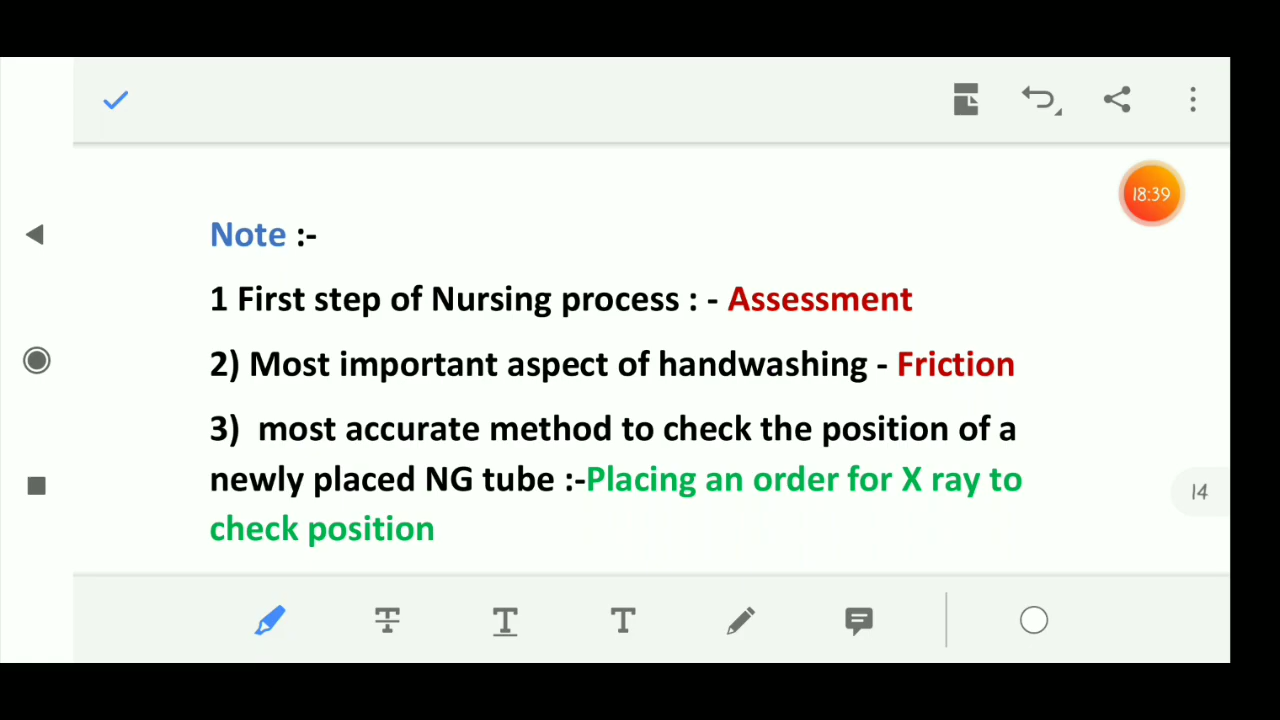 18:39
Note :-
1 First step of Nursing process : - Assessment
2) Most important aspect of handwashing - Friction
3)  most accurate method to check the position of a
newly placed NG tube :-Placing an order for X ray to
check position
14